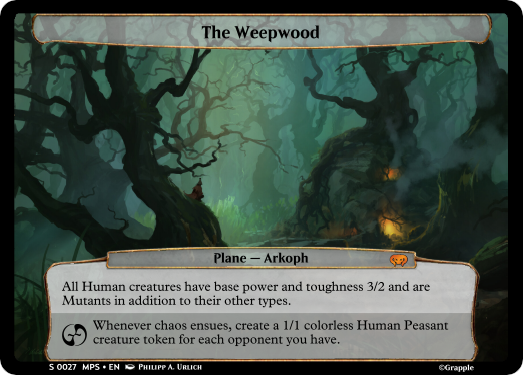 The Weepwood
Plane — Arkoph
All Human creatures have base power and toughness 3/2 and are
Mutants in addition to their other types.
Whenever chaos ensues, create a 1/1 colorless Human Peasant
creature token for each opponent you have.
S 0027 MPS • EN Philipp A. Urlich
©Grapple